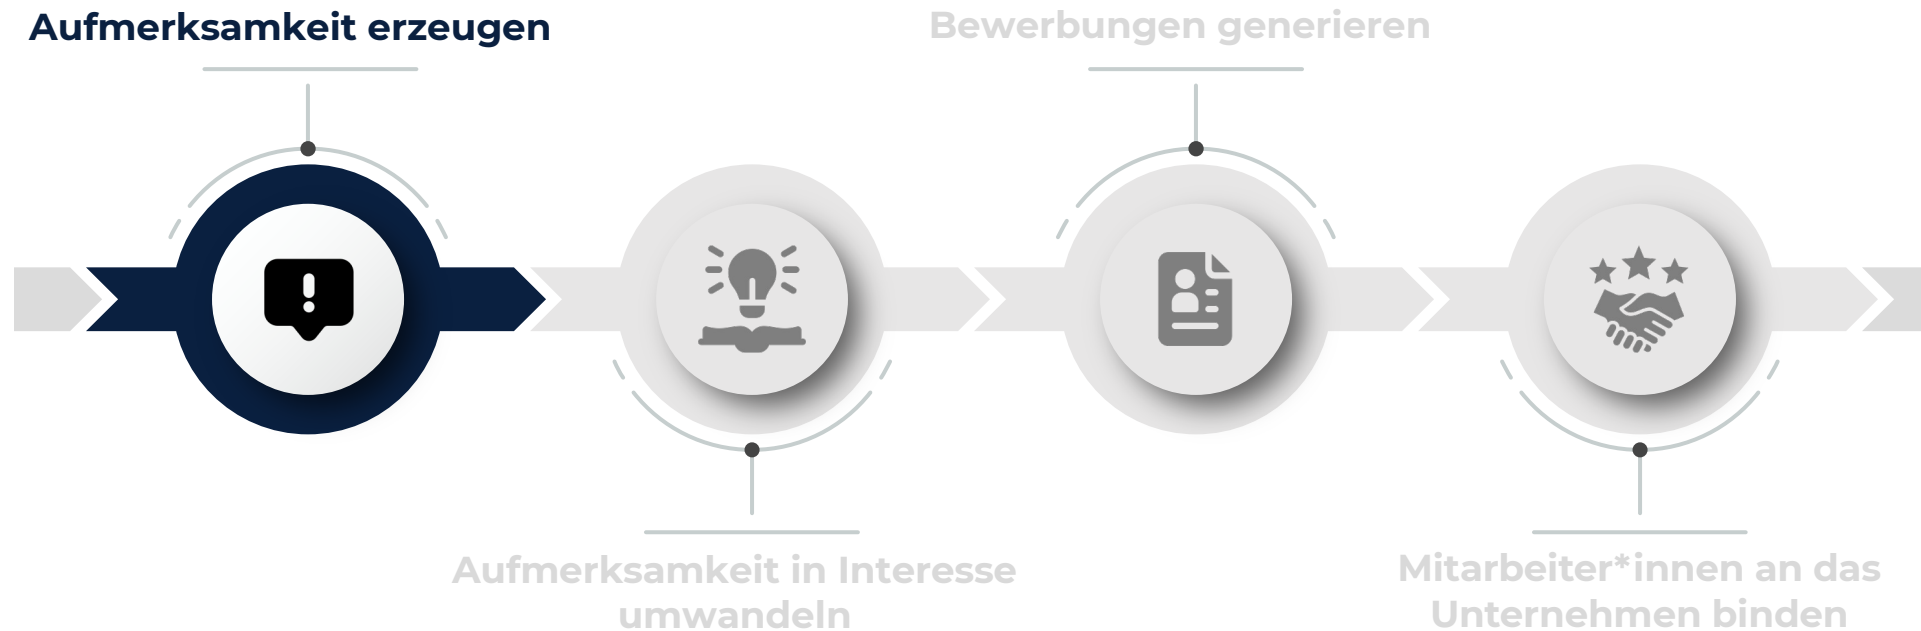 Aufmerksamkeit erzeugen
Bewerbungen generieren
Aufmerksamkeit in Interesse
umwandeln
Mitarbeiter*innen an das
Unternehmen binden